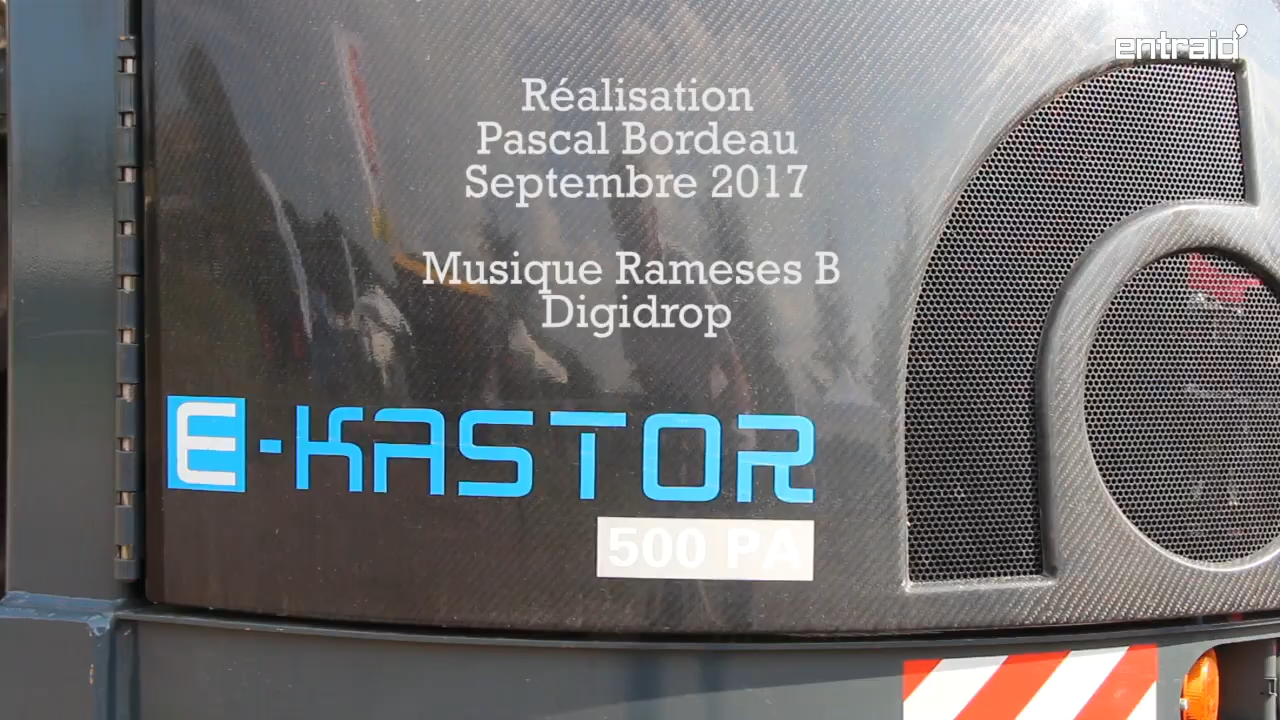 entraid'
Réalisation
Pascal Bordeau
Septembre 2017
Musique Rameses B
Digidrop
E-KASTOR
500 PA